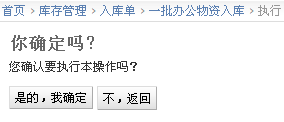 首页 > 库存管理 > 入库单 > 一批办公物资入库 > 执行
你确定吗?
您确认要执行本操作吗?
是的，我确定 不，返回